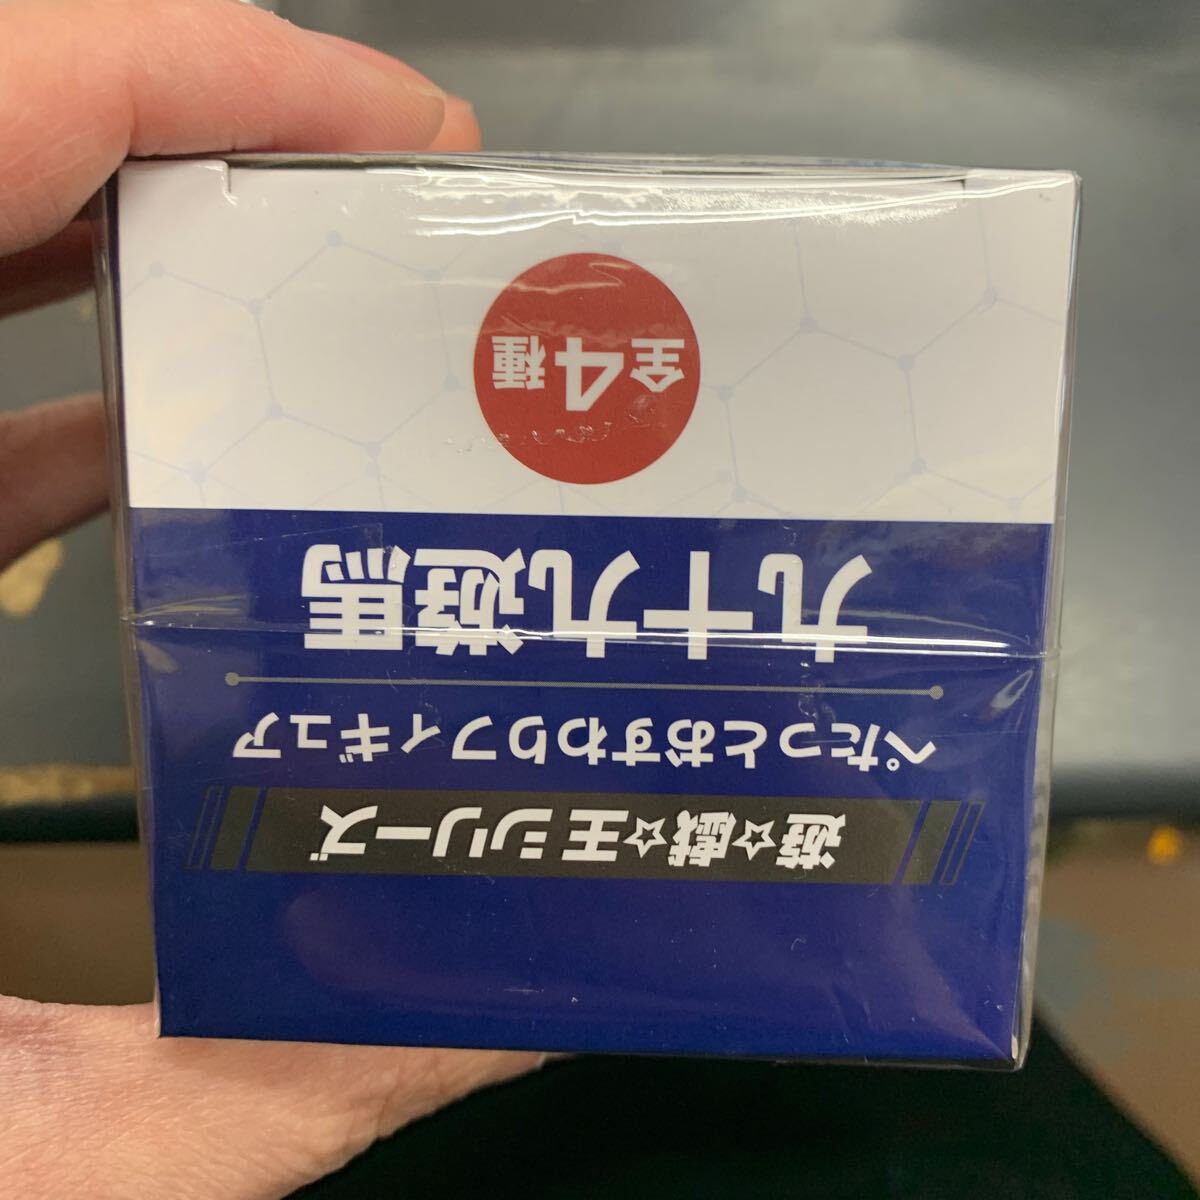 遊☆戯☆王シリーズ
ぺたっとおすわりフィギュア
九十九遊馬
全4種